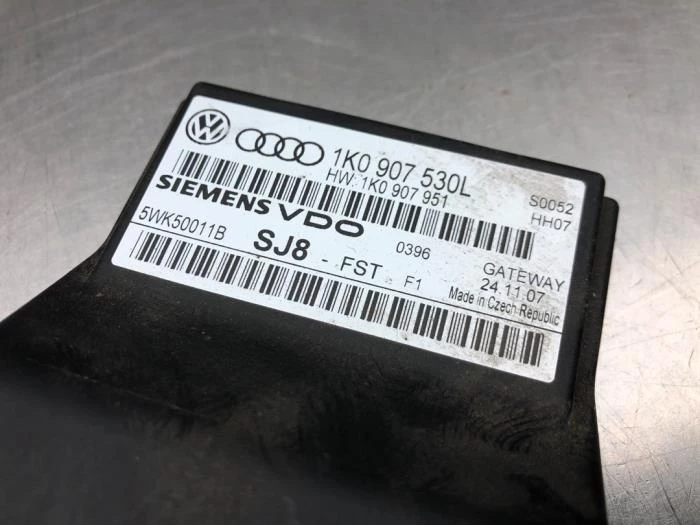 1K0 907 530L
HW: 1K0 907 951
S0052
HH07
SIEMENS VDO
5WK50011B
SJ8 - FST F1
0396
GATEWAY
24.11.07
Made in Czech Republic